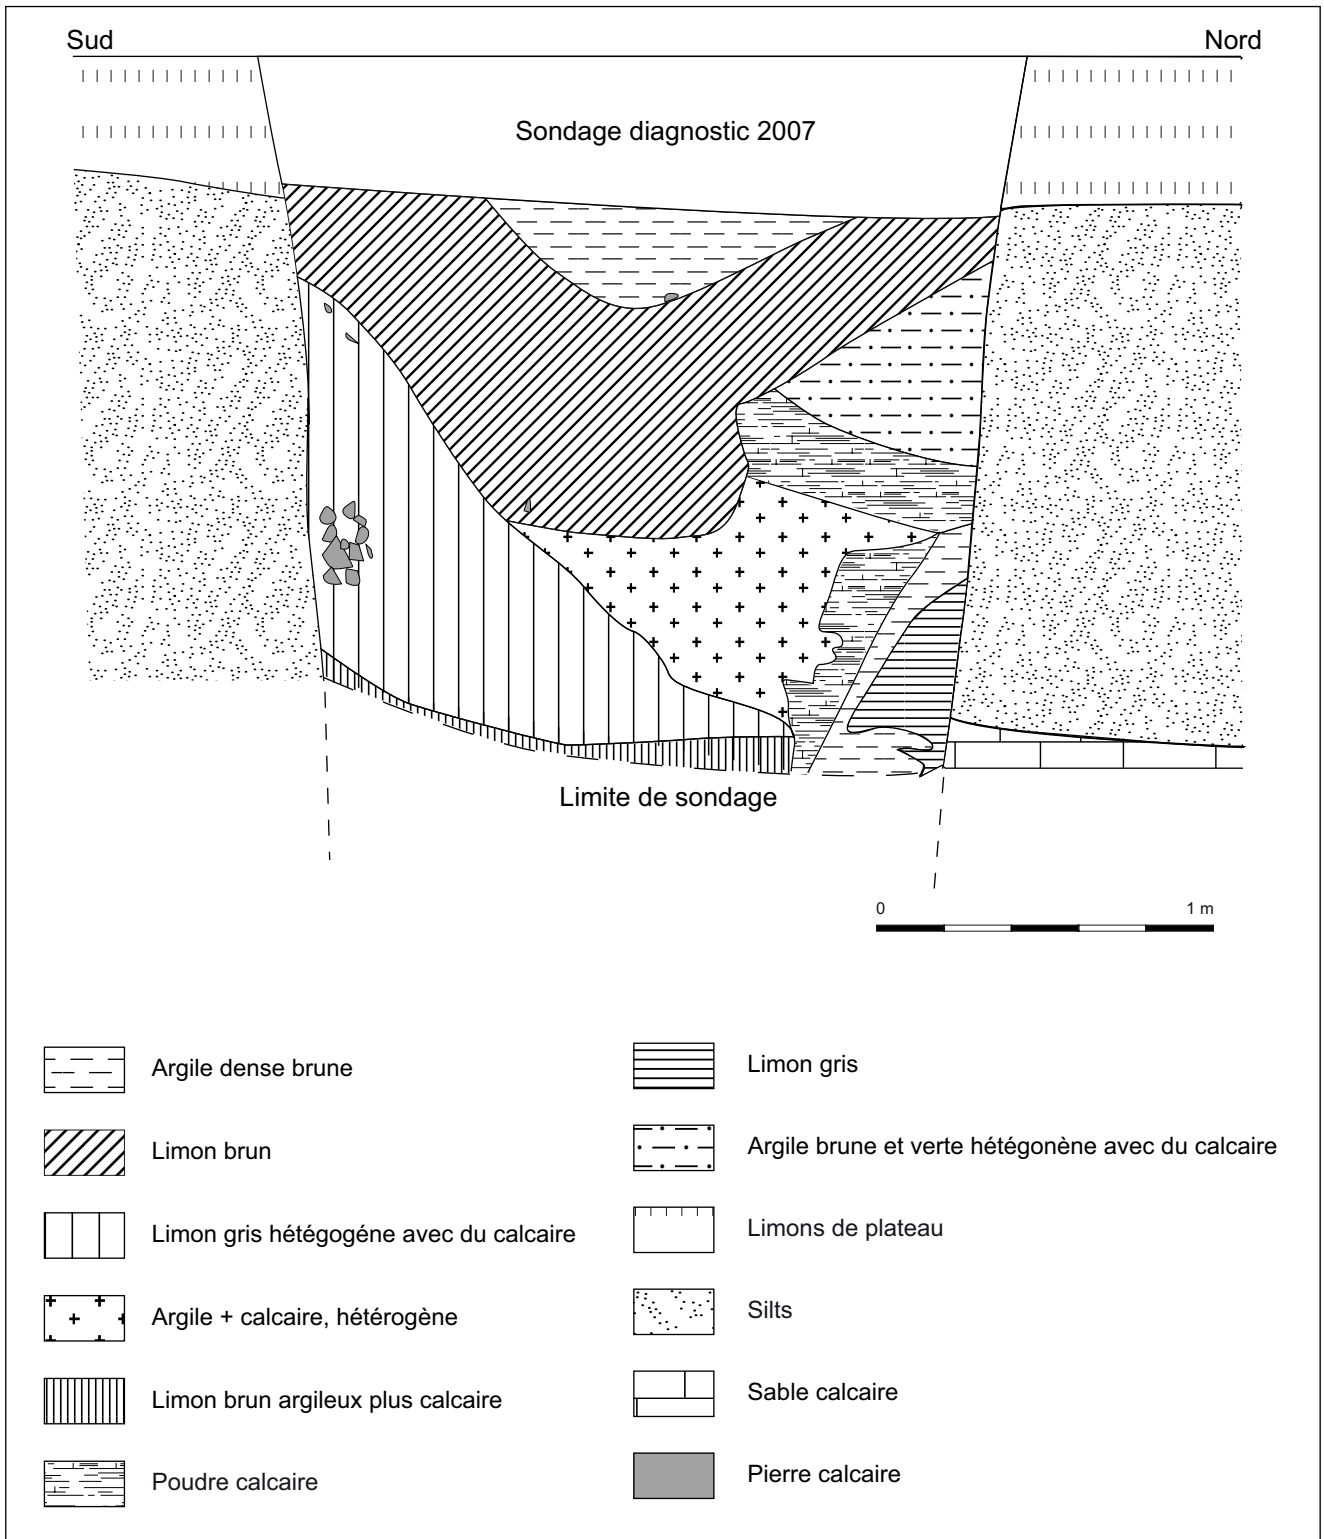 Sud
Nord
Sondage diagnostic 2007
Limite de sondage
0
1 m
Argile dense brune
Limon brun
Limon gris hétégogéne avec du calcaire
Argile + calcaire, hétérogène
Limon brun argileux plus calcaire
Poudre calcaire
Limon gris
Argile brune et verte hétégonène avec du calcaire
Limons de plateau
Silts
Sable calcaire
Pierre calcaire